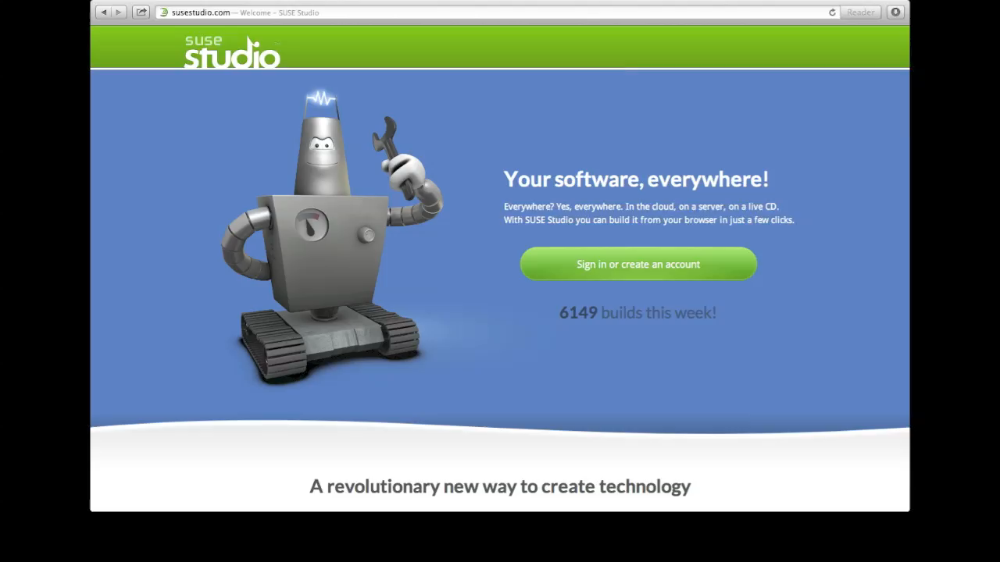 susestudio.com — Welcome – SUSE Studio
Reader
suse
studio
Your software, everywhere!
Everywhere? Yes, everywhere. In the cloud, on a server, on a live CD.
With SUSE Studio you can build it from your browser in just a few clicks.
Sign in or create an account
6149 builds this week!
A revolutionary new way to create technology